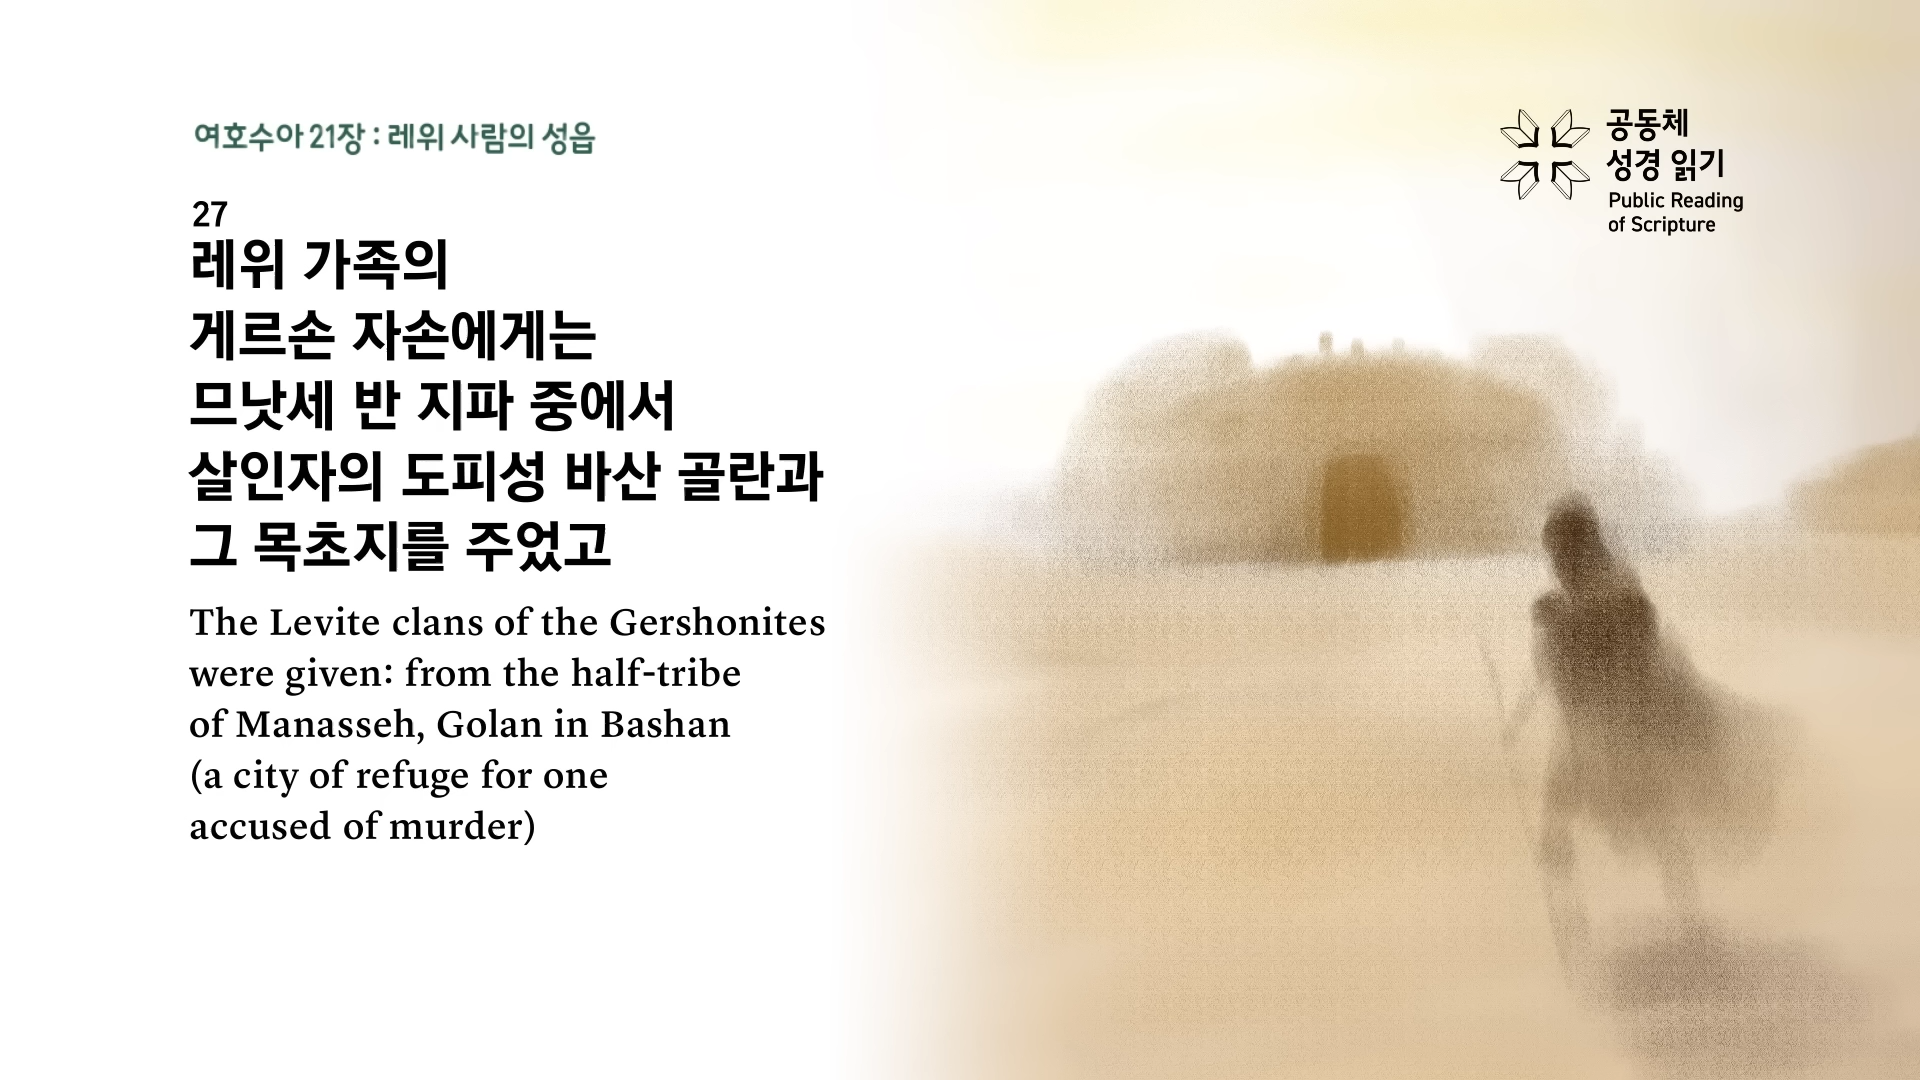 여호수아 21장 : 레위 사람의 성읍
27
레위 가족의
게르손 자손에게는
므낫세 반 지파 중에서
살인자의 도피성 바산 골란과
그 목초지를 주었고
The Levite clans of the Gershonites
were given: from the half-tribe
of Manasseh, Golan in Bashan
(a city of refuge for one
accused of murder)
공동체
성경 읽기
Public Reading
of Scripture